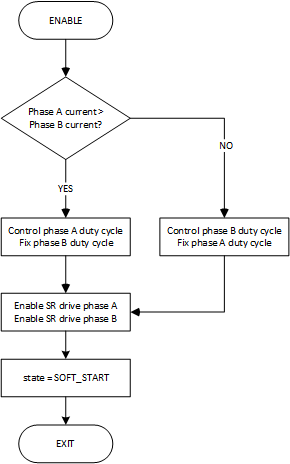 ENABLE
Phase A current >
Phase B current?
NO
YES
Control phase A duty cycle
Fix phase B duty cycle
Control phase B duty cycle
Fix phase A duty cycle
Enable SR drive phase A
Enable SR drive phase B
state = SOFT_START
EXIT